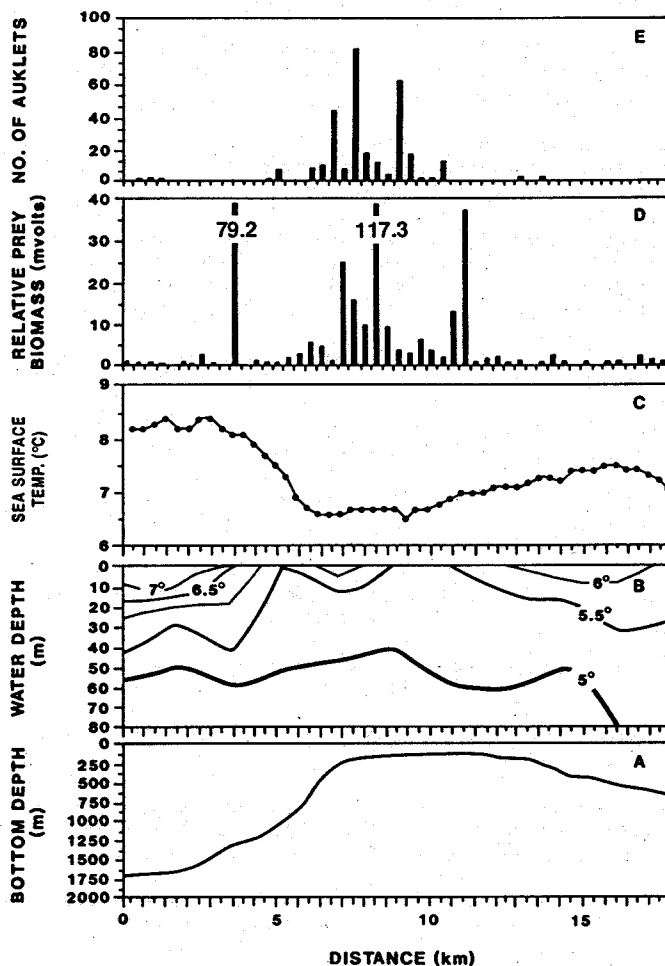 NO. OF AUKLETS
100
80
60
40
20
0
E
RELATIVE PREY
BIOMASS (mvolts)
40
30
20
10
0
79.2
117.3
D
SEA SURFACE
TEMP. (°C)
9
8
7
6
C
WATER DEPTH
(m)
0
10
20
30
40
50
60
70
80
7°
6.5°
6°
5.5°
5°
B
BOTTOM DEPTH
(m)
0
250
500
750
1000
1250
1500
1750
2000
A
0
5
10
15
DISTANCE (km)